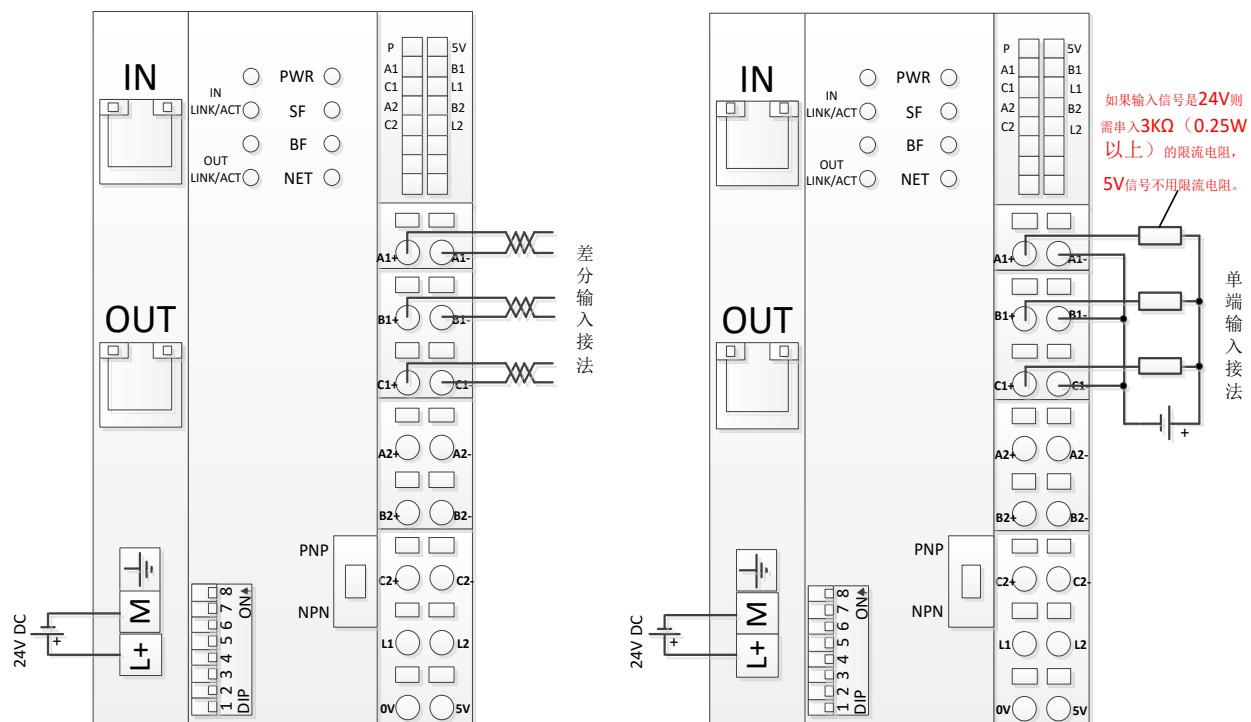 IN
IN
LINK/ACT
OUT
LINK/ACT
PWR
SF
BF
NET
P 5V
A1 B1
C1 L1
A2 B2
C2 L2
A1+ A1-
B1+ B1-
C1+ C1-
A2+ A2-
B2+ B2-
C2+ C2-
L1 L2
0V 5V
差分输入接法
OUT
PNP
NPN
M
L+
24V DC
+
1 2 3 4 5 6 7 8
DIP ON
IN
IN
LINK/ACT
OUT
LINK/ACT
PWR
SF
BF
NET
P 5V
A1 B1
C1 L1
A2 B2
C2 L2
如果输入信号是24V则
需串入3KΩ（0.25W
以上）的限流电阻，
5V信号不用限流电阻。
A1+ A1-
B1+ B1-
C1+ C1-
A2+ A2-
B2+ B2-
C2+ C2-
L1 L2
0V 5V
+
单端输入接法
OUT
PNP
NPN
M
L+
24V DC
+
1 2 3 4 5 6 7 8
DIP ON